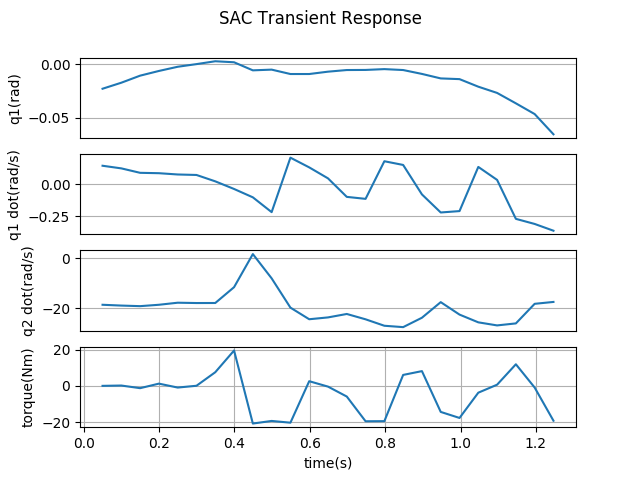 SAC Transient Response
q1(rad)
0.00
−0.05
q1 dot(rad/s)
0.00
−0.25
q2 dot(rad/s)
0
−20
torque(Nm)
20
0
−20
0.0 0.2 0.4 0.6 0.8 1.0 1.2
time(s)